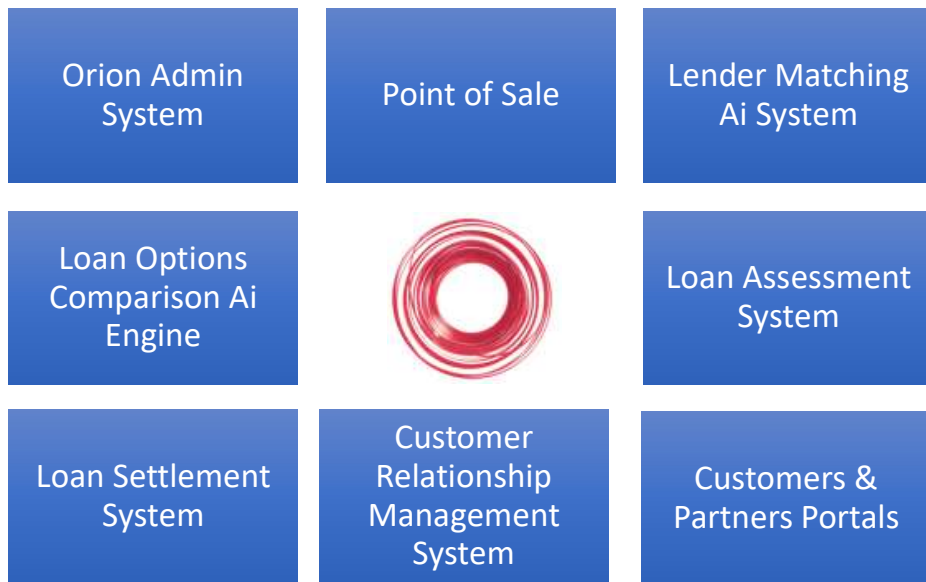 Orion Admin
System
Point of Sale
Lender Matching
Ai System
Loan Options
Comparison Ai
Engine
Loan Assessment
System
Loan Settlement
System
Customer
Relationship
Management
System
Customers &
Partners Portals